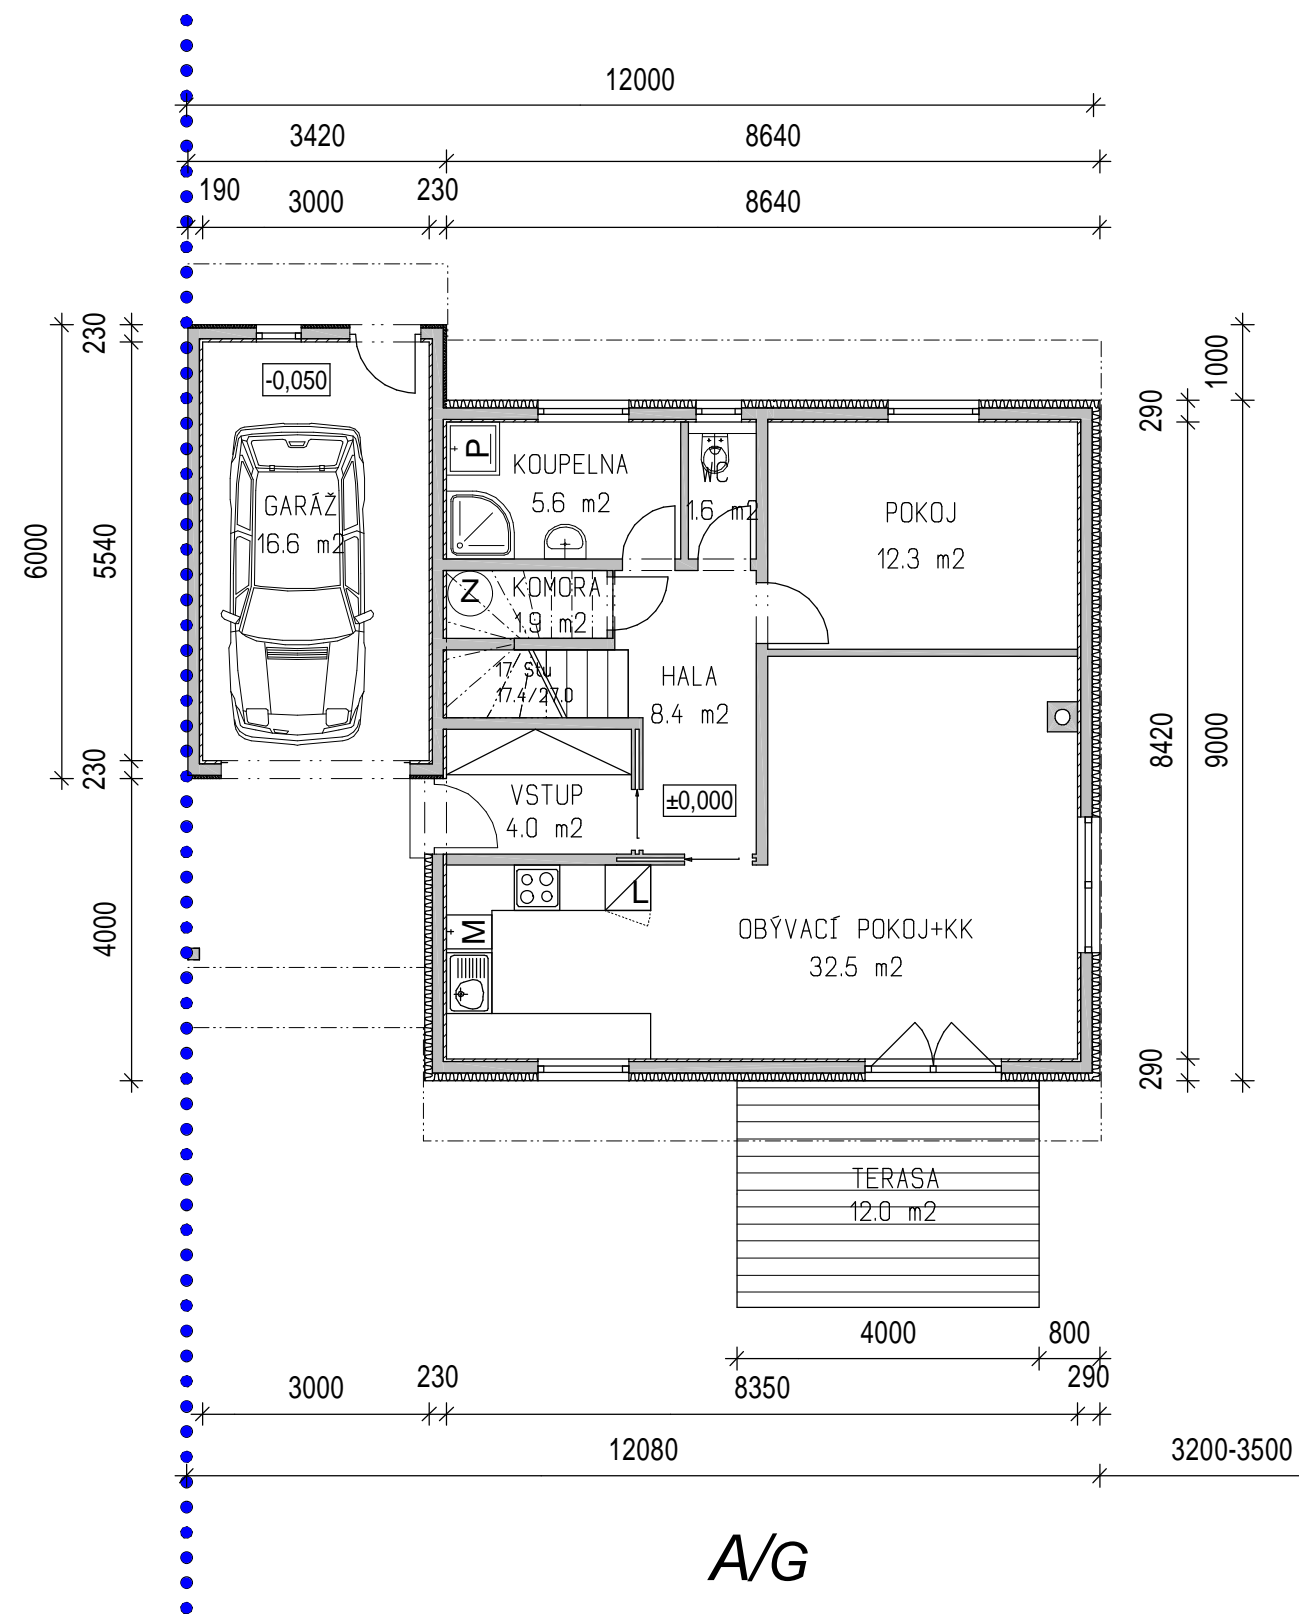 12000
3420 8640
190 3000 230 8640
230
6000
5540
230
4000
1000
290
8420
9000
290
-0,050
GARÁŽ
16.6 m2
P
KOUPELNA
5.6 m2
WC
1.6 m2
POKOJ
12.3 m2
Z
KOMORA
1.9 m2
17 Stu
17.4/27.0
HALA
8.4 m2
VSTUP
4.0 m2
±0,000
L
M
OBÝVACÍ POKOJ+KK
32.5 m2
TERASA
12.0 m2
4000 800
3000 230 8350 290
12080 3200-3500
A/G